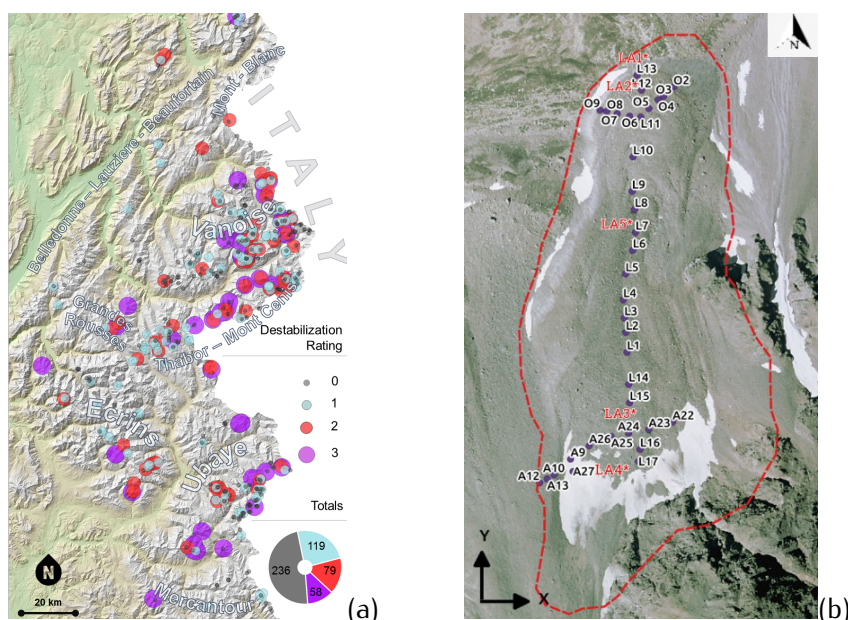 Mont - Blanc
ITALY
Belledonne - Lauziere - Beaufortain
Vanoise
Grandes
Rousses
Thabor – Mont Cenis
Destabilization
Rating
0
1
2
3
Ecrins
Ubaye
Totals
119
236
79
58
N
20 km
Mercantour
(a)
N
LA1*
L13
O2
LA2*
O3
O5
O4
O9
O8
O7
O6
L11
L10
L9
L8
LA5*
L7
L6
L5
L4
L3
L2
L1
L14
L15
LA3*
A22
A23
A24
A26
A25
L16
A9
L17
A10
LA4*
A12
A27
A13
Y
X
(b)